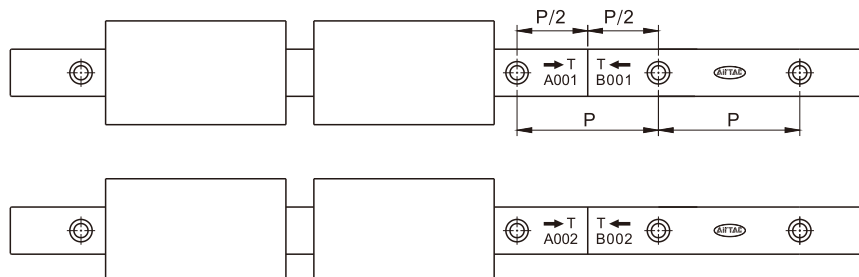 P/2 P/2
→T T←
A001 B001
AirTAC
P P
→T T←
A002 B002
AirTAC